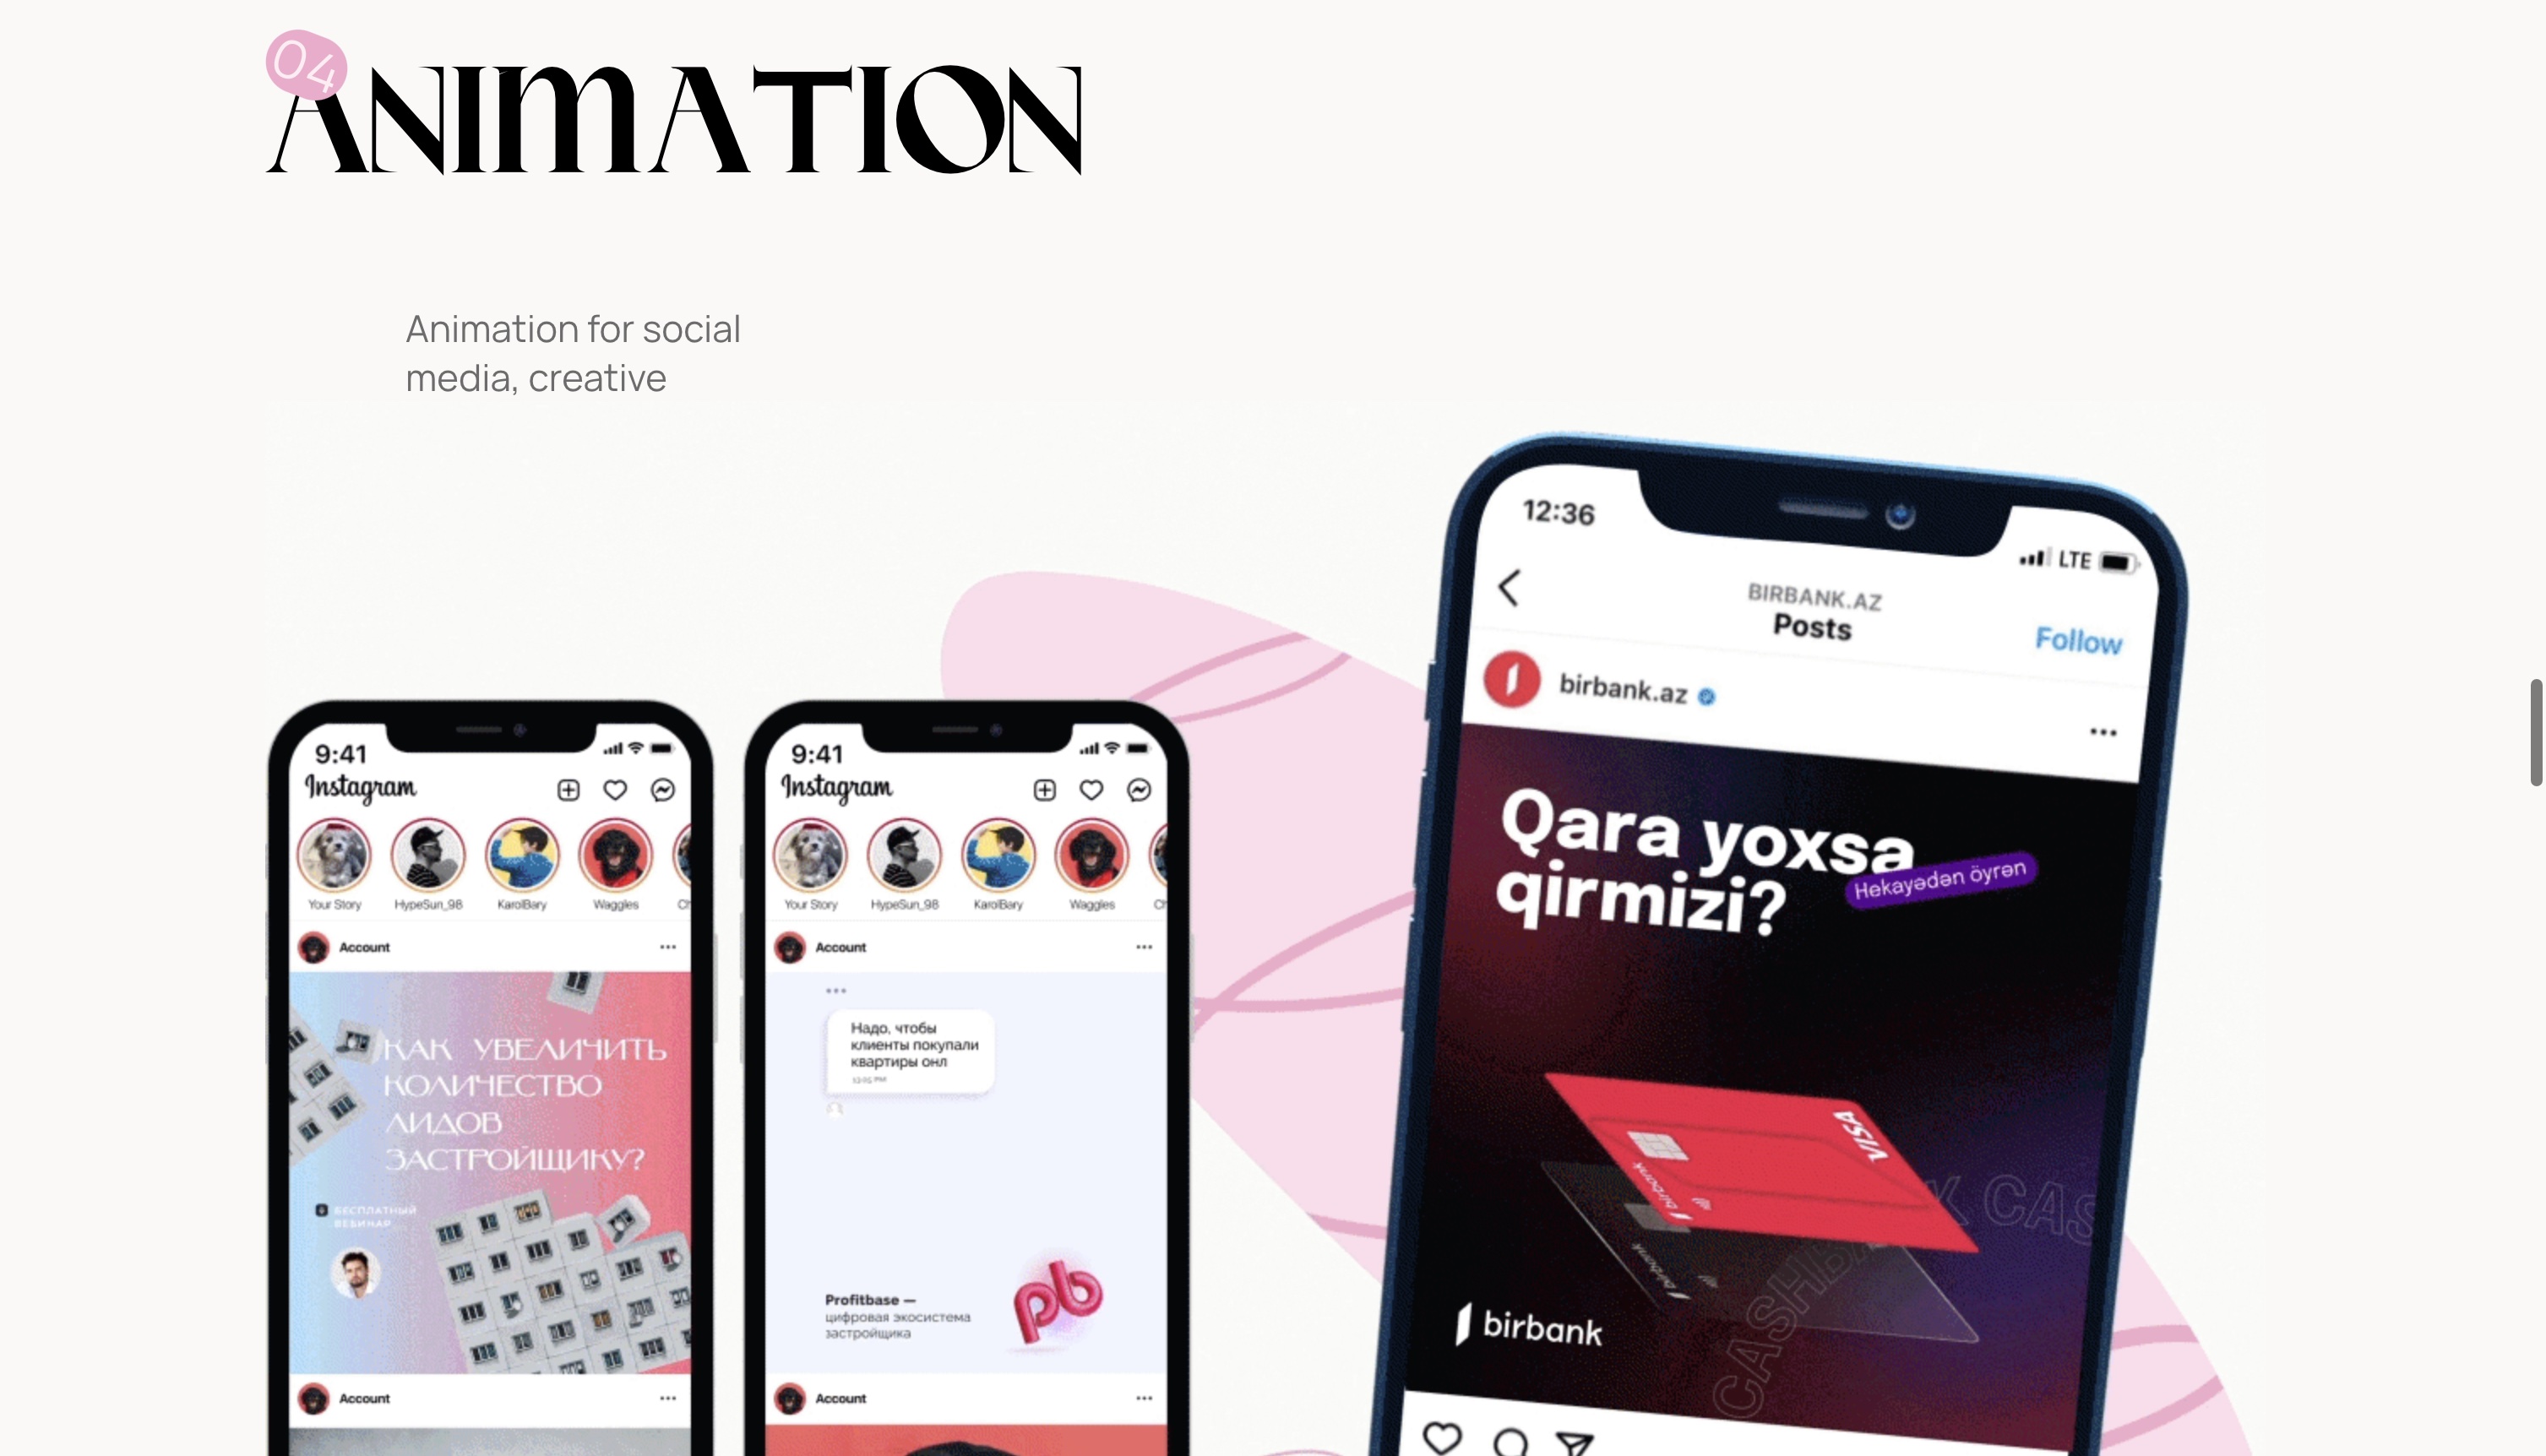 04
ANIMATION
Animation for social
media, creative
9:41
Instagram
Your Story
HypeSun_98
KarolBary
Waggles
Account
КАК УВЕЛИЧИТЬ
КОЛИЧЕСТВО
ЛИДОВ
ЗАСТРОЙЩИКУ?
БЕСПЛАТНЫЙ
ВЕБИНАР
Account
9:41
Instagram
Your Story
HypeSun_98
KarolBary
Waggles
Account
Надо, чтобы
клиенты покупали
квартиры онл
Profitbase —
цифровая экосистема
застройщика
pb
Account
12:36
LTE
BIRBANK.AZ
Posts
Follow
birbank.az
Qara yoxsa
qirmizi?
Hekayədən öyrən
VISA
birbank
birbank
CASHBACK CAS
birbank